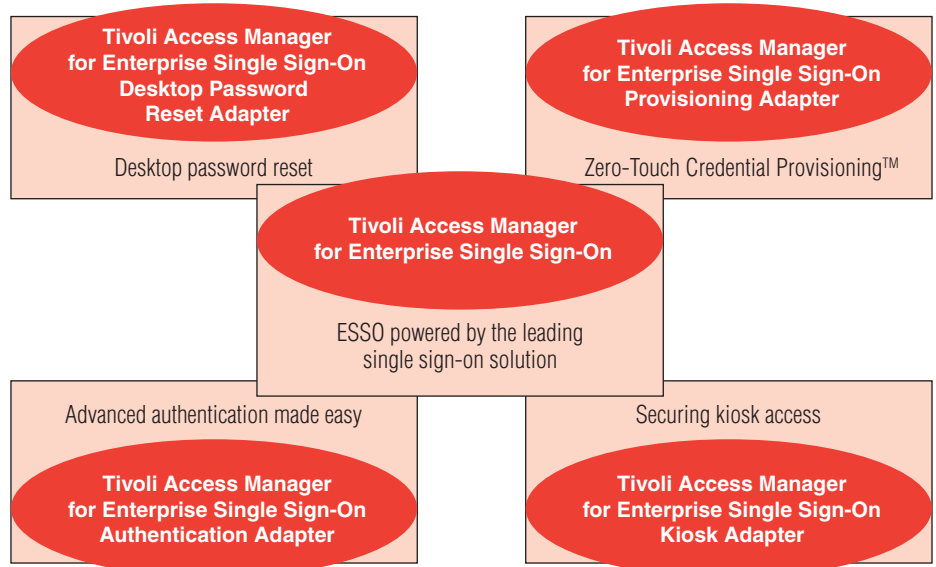 Tivoli Access Manager
for Enterprise Single Sign-On
Desktop Password
Reset Adapter
Desktop password reset
Tivoli Access Manager
for Enterprise Single Sign-On
Provisioning Adapter
Zero-Touch Credential Provisioning™
Tivoli Access Manager
for Enterprise Single Sign-On
ESSO powered by the leading
single sign-on solution
Advanced authentication made easy
Tivoli Access Manager
for Enterprise Single Sign-On
Authentication Adapter
Securing kiosk access
Tivoli Access Manager
for Enterprise Single Sign-On
Kiosk Adapter